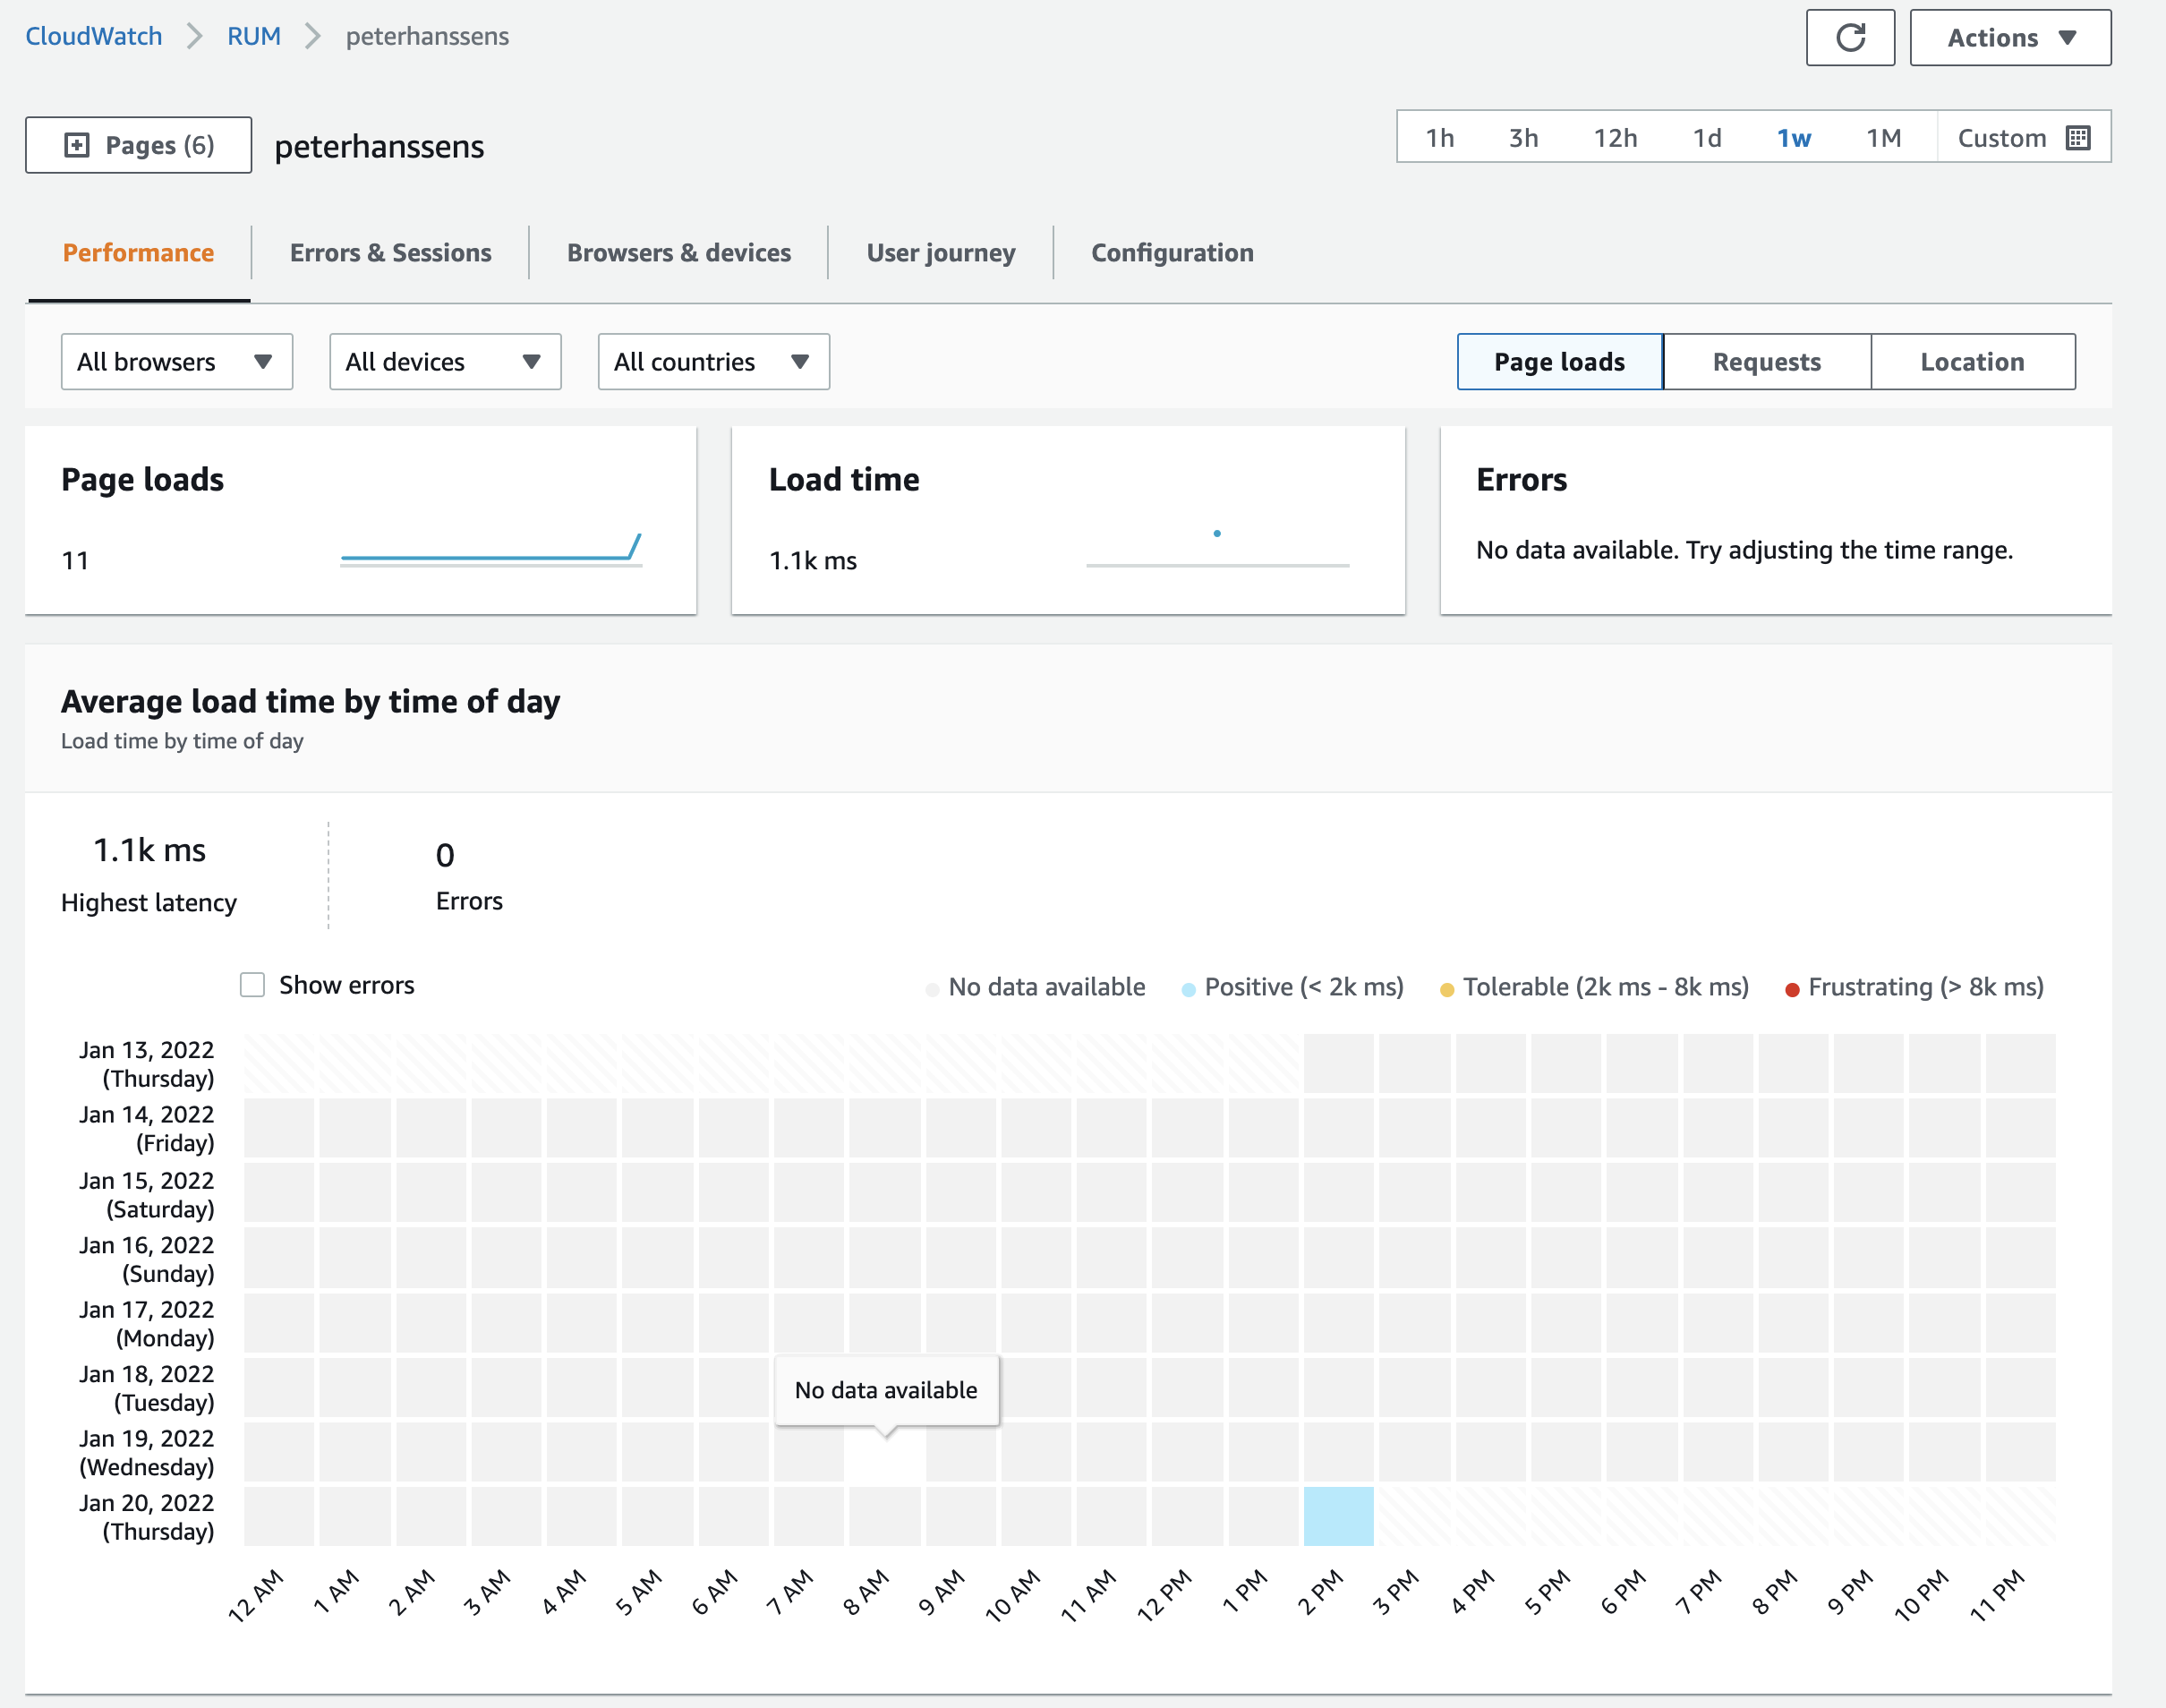 CloudWatch
RUM
peterhanssens
Actions
Pages (6)
peterhanssens
1h
3h
12h
1d
1w
1M
Custom
Performance
Errors & Sessions
Browsers & devices
User journey
Configuration
All browsers
All devices
All countries
Page loads
Requests
Location
Page loads
11
Load time
1.1k ms
Errors
No data available. Try adjusting the time range.
Average load time by time of day
Load time by time of day
1.1k ms
Highest latency
0
Errors
Show errors
No data available
Positive (< 2k ms)
Tolerable (2k ms - 8k ms)
Frustrating (> 8k ms)
Jan 13, 2022
(Thursday)
Jan 14, 2022
(Friday)
Jan 15, 2022
(Saturday)
Jan 16, 2022
(Sunday)
Jan 17, 2022
(Monday)
Jan 18, 2022
(Tuesday)
No data available
Jan 19, 2022
(Wednesday)
Jan 20, 2022
(Thursday)
12 AM
1 AM
2 AM
3 AM
4 AM
5 AM
6 AM
7 AM
8 AM
9 AM
10 AM
11 AM
12 PM
1 PM
2 PM
3 PM
4 PM
5 PM
6 PM
7 PM
8 PM
9 PM
10 PM
11 PM